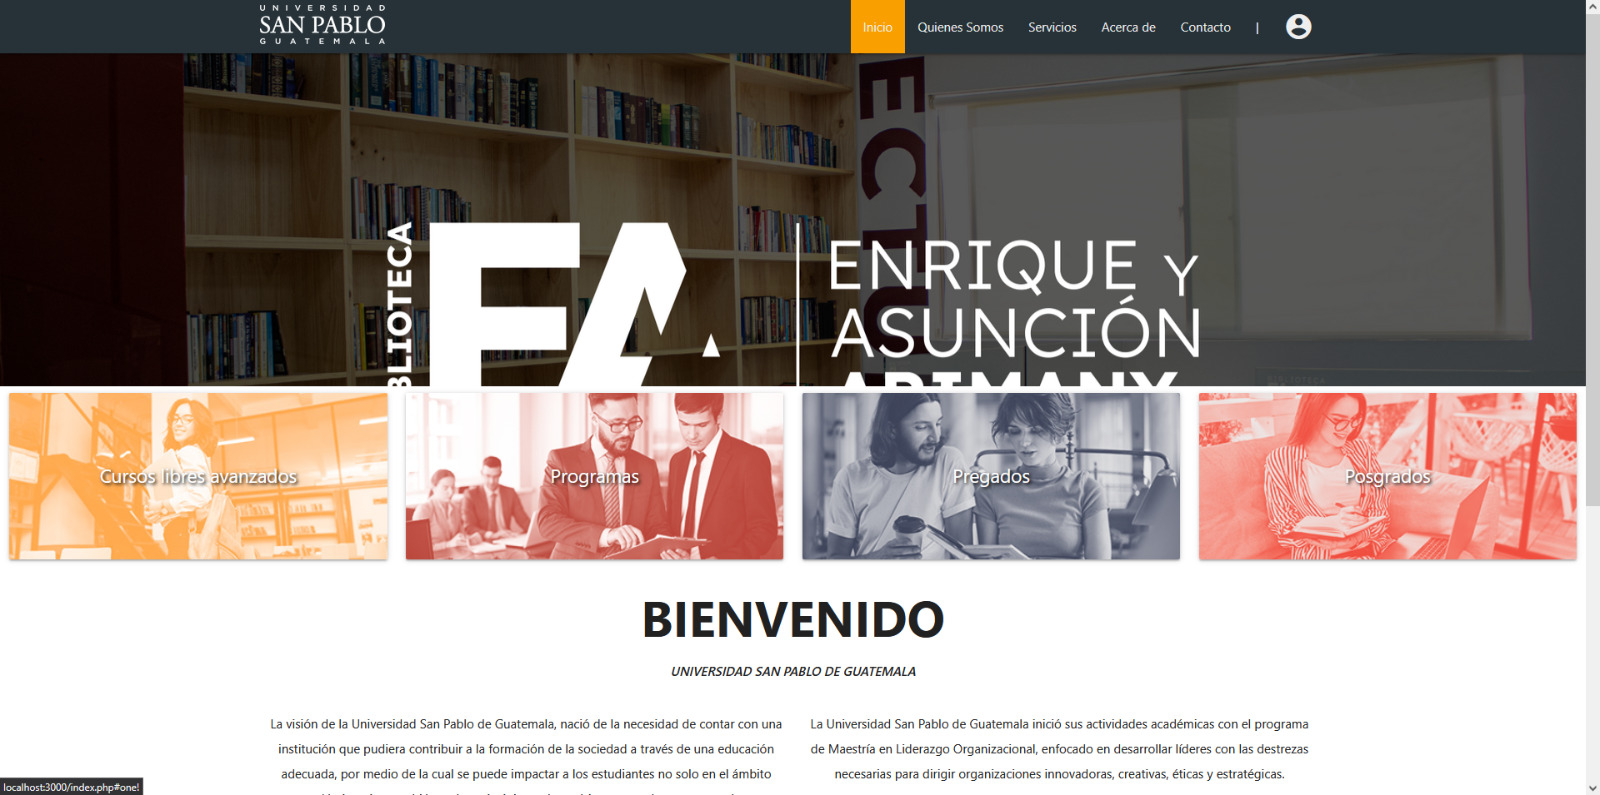 UNIVERSIDAD
SAN PABLO
GUATEMALA
Inicio
Quienes Somos
Servicios
Acerca de
Contacto
|
ECTU
BLIOTECA
EA
ENRIQUE Y
ASUNCIÓN
ARIMANY
Cursos libres avanzados
Programas
Pregados
Posgrados
BIENVENIDO
UNIVERSIDAD SAN PABLO DE GUATEMALA
La visión de la Universidad San Pablo de Guatemala, nació de la necesidad de contar con una
institución que pudiera contribuir a la formación de la sociedad a través de una educación
adecuada, por medio de la cual se puede impactar a los estudiantes no solo en el ámbito
La Universidad San Pablo de Guatemala inició sus actividades académicas con el programa
de Maestría en Liderazgo Organizacional, enfocado en desarrollar líderes con las destrezas
necesarias para dirigir organizaciones innovadoras, creativas, éticas y estratégicas.
localhost:3000/index.php#one!